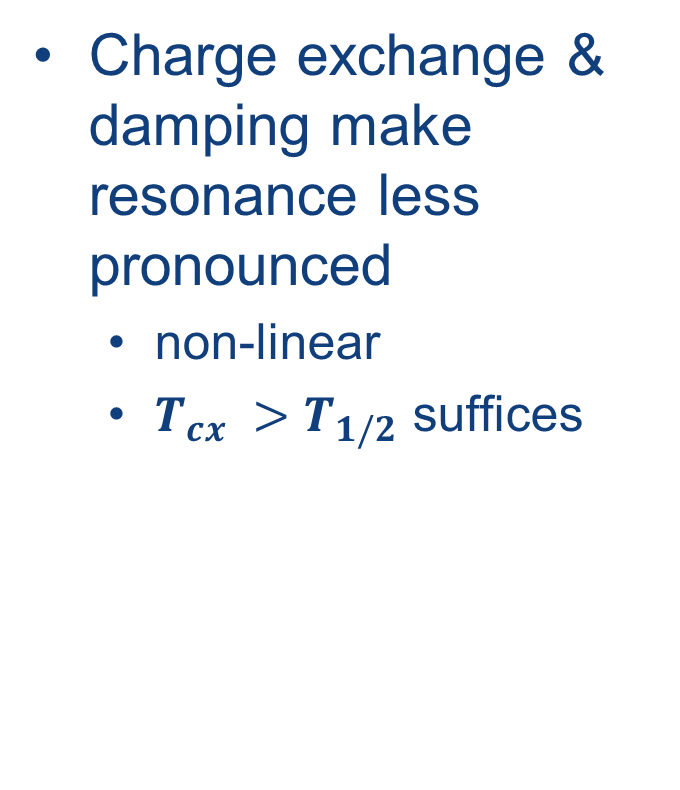 • Charge exchange &
damping make
resonance less
pronounced
• non-linear
• T_cx > T_1/2 suffices